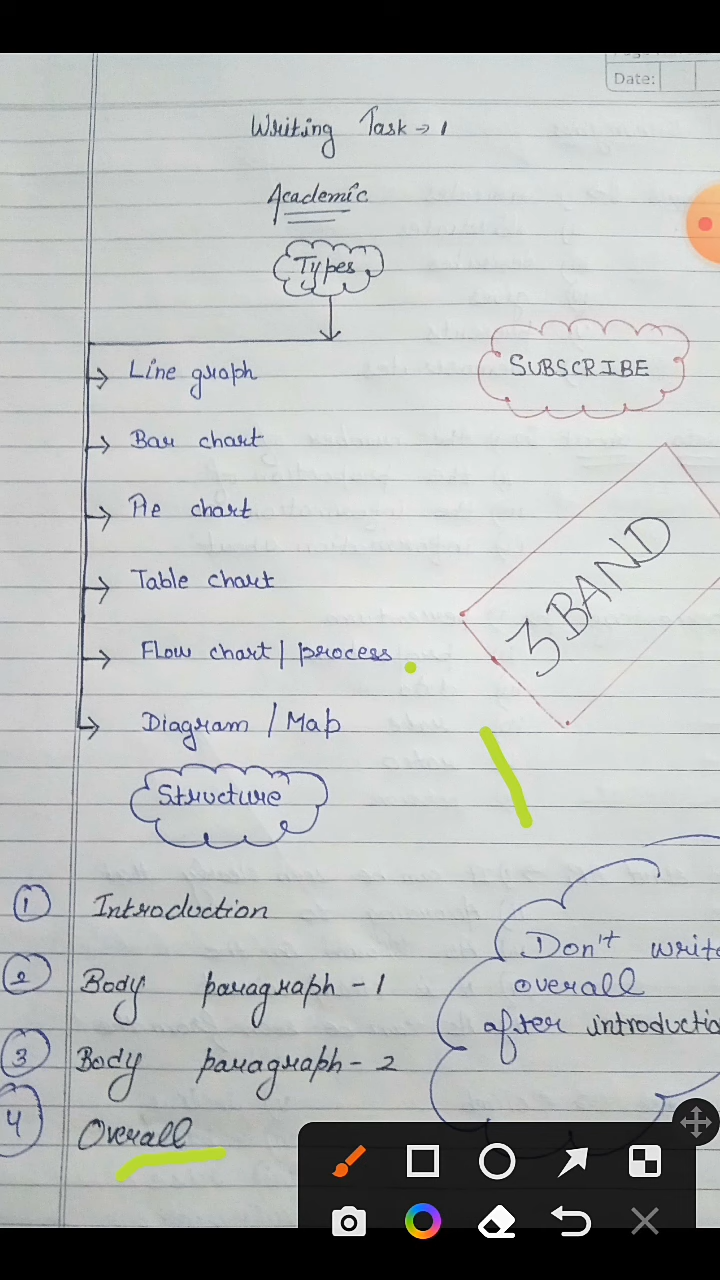 Date:
Writing Task → 1
Academic
Types
→ Line graph
SUBSCRIBE
→ Bar chart
→ Pie chart
3 BAND
→ Table chart
→ Flow chart / process
→ Diagram / Map
Structure
① Introduction
② Body paragraph - 1
③ Body paragraph - 2
④ Overall
Don't write
overall
after introductio